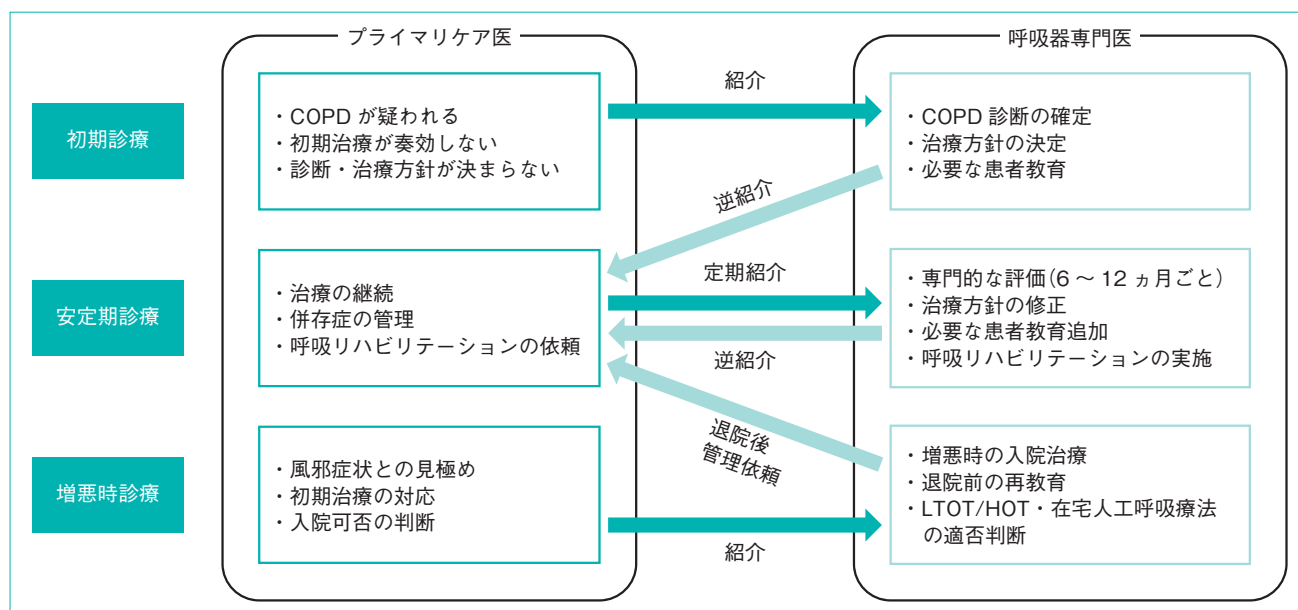 プライマリケア医
呼吸器専門医
初期診療
・COPD が疑われる
・初期治療が奏効しない
・診断・治療方針が決まらない
紹介
・COPD 診断の確定
・治療方針の決定
・必要な患者教育
逆紹介
安定期診療
・治療の継続
・併存症の管理
・呼吸リハビリテーションの依頼
定期紹介
逆紹介
・専門的な評価(6 ~ 12 ヵ月ごと)
・治療方針の修正
・必要な患者教育追加
・呼吸リハビリテーションの実施
退院後
管理依頼
増悪時診療
・風邪症状との見極め
・初期治療の対応
・入院可否の判断
紹介
・増悪時の入院治療
・退院前の再教育
・LTOT/HOT・在宅人工呼吸療法
の適否判断